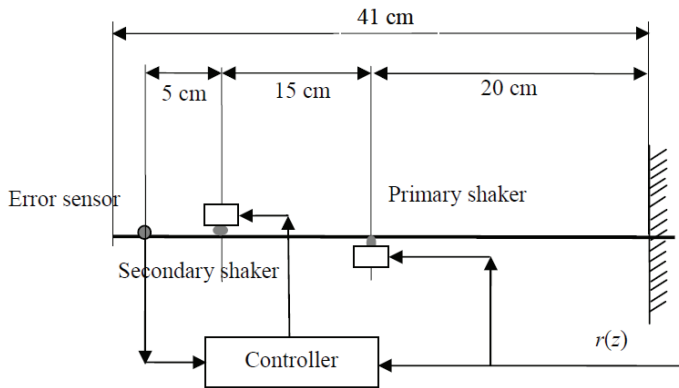 41 cm
5 cm
15 cm
20 cm
Error sensor
Primary shaker
Secondary shaker
r(z)
Controller